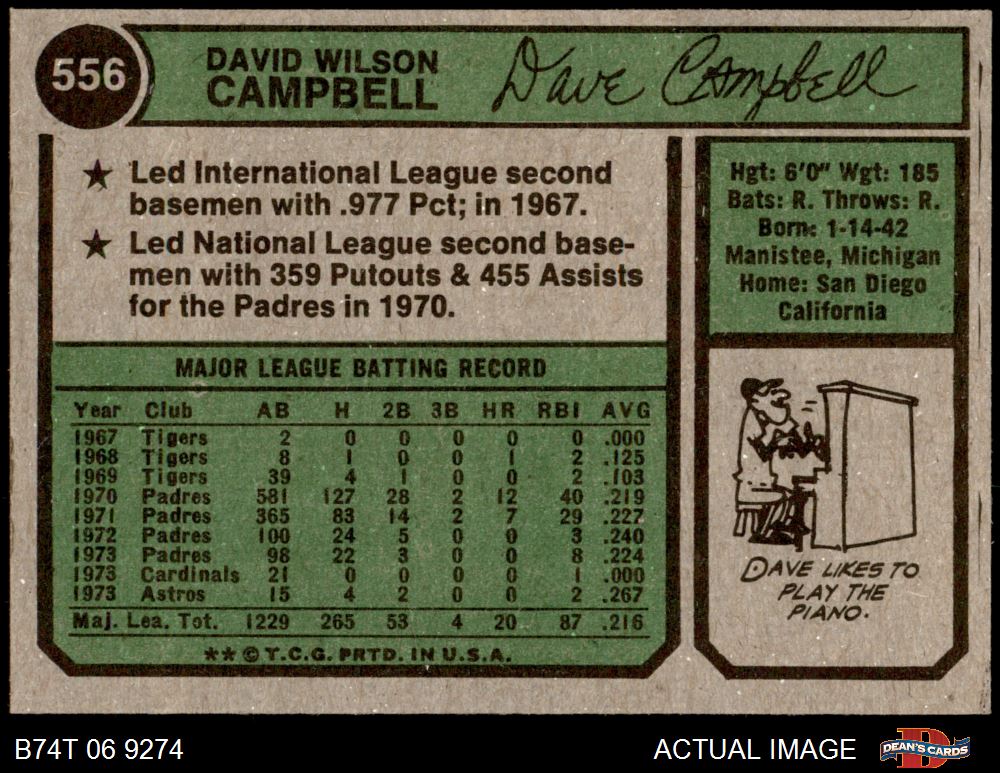 556
DAVID WILSON
CAMPBELL
Dave Campbell
★ Led International League second
basemen with .977 Pct; in 1967.
★ Led National League second base-
men with 359 Putouts & 455 Assists
for the Padres in 1970.
Hgt: 6'0" Wgt: 185
Bats: R. Throws: R.
Born: 1-14-42
Manistee, Michigan
Home: San Diego
California
MAJOR LEAGUE BATTING RECORD
Year Club AB H 2B 3B HR RBI AVG
1967 Tigers 2 0 0 0 0 0 .000
1968 Tigers 8 1 0 0 1 2 .125
1969 Tigers 39 4 1 0 0 2 .103
1970 Padres 581 127 28 2 12 40 .219
1971 Padres 365 83 14 2 7 29 .227
1972 Padres 100 24 5 0 0 3 .240
1973 Padres 98 22 3 0 0 8 .224
1973 Cardinals 21 0 0 0 0 1 .000
1973 Astros 15 4 2 0 0 2 .267
Maj. Lea. Tot. 1229 265 53 4 20 87 .216
** © T.C.G. PRTD. IN U.S.A.
DAVE LIKES TO
PLAY THE
PIANO.
B74T 06 9274
ACTUAL IMAGE
DEAN'S CARDS